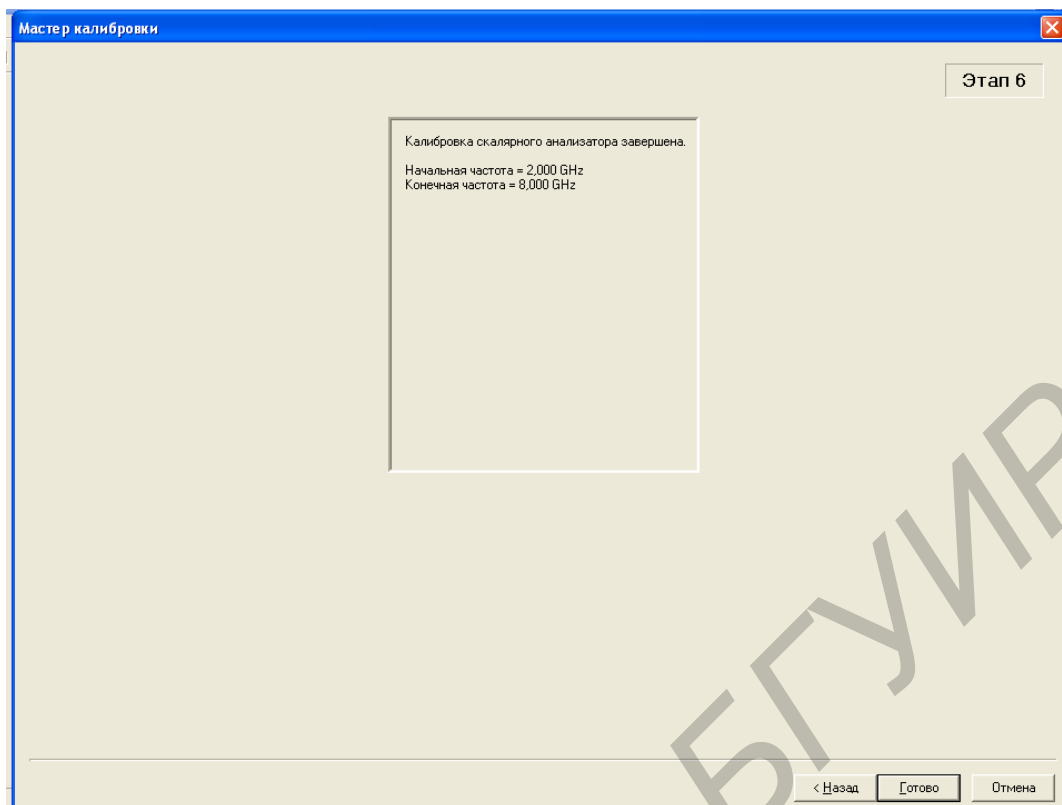 Мастер калибровки
Этап 6
Калибровка скалярного анализатора завершена.
Начальная частота = 2,000 GHz
Конечная частота = 8,000 GHz
БГУИР
< Назад
Готово
Отмена